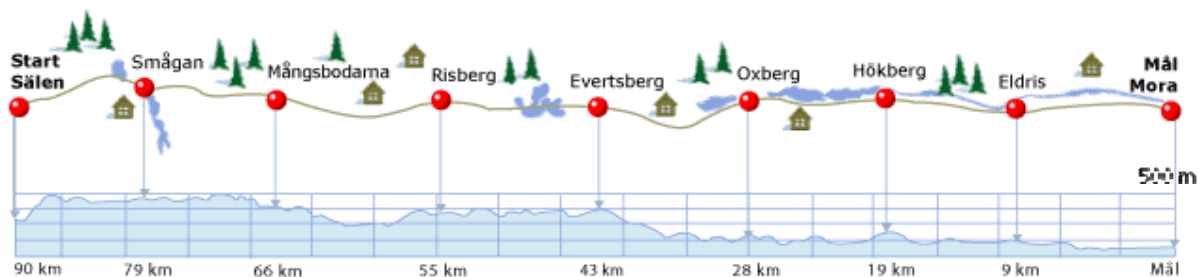 Start
Sälen
Smågan
Mångsbodarna
Risberg
Evertsberg
Oxberg
Hökberg
Eldris
Mål
Mora
500 m
90 km
79 km
66 km
55 km
43 km
28 km
19 km
9 km
Mål